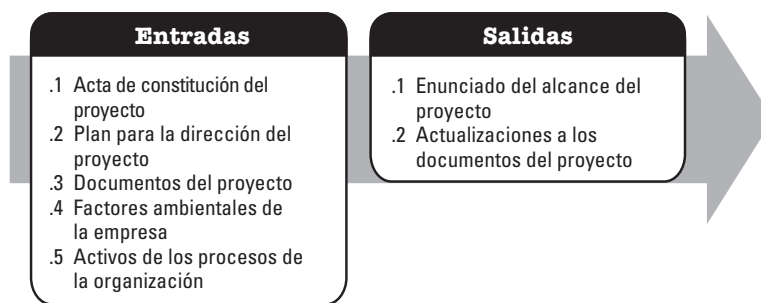 Entradas
.1 Acta de constitución del
proyecto
.2 Plan para la dirección del
proyecto
.3 Documentos del proyecto
.4 Factores ambientales de
la empresa
.5 Activos de los procesos de
la organización
Salidas
.1 Enunciado del alcance del
proyecto
.2 Actualizaciones a los
documentos del proyecto